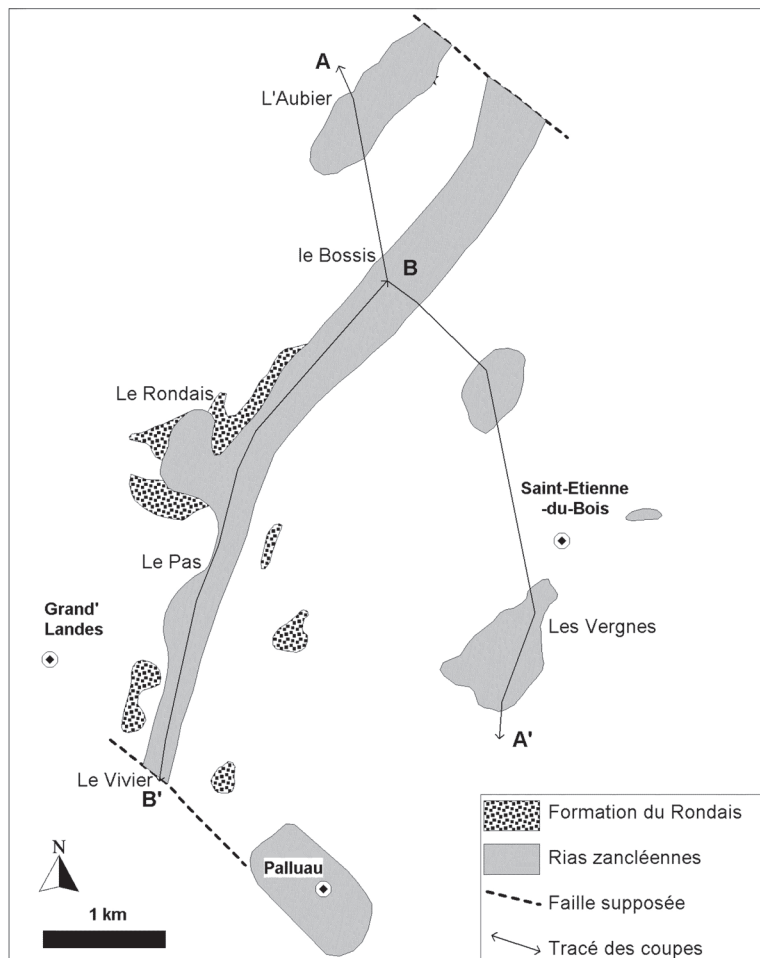 A
L'Aubier
le Bossis
B
Le Rondais
Saint-Etienne
-du-Bois
Le Pas
Grand'
Landes
Les Vergnes
A'
Le Vivier
B'
Palluau
N
1 km
Formation du Rondais
Rias zancléennes
Faille supposée
Tracé des coupes